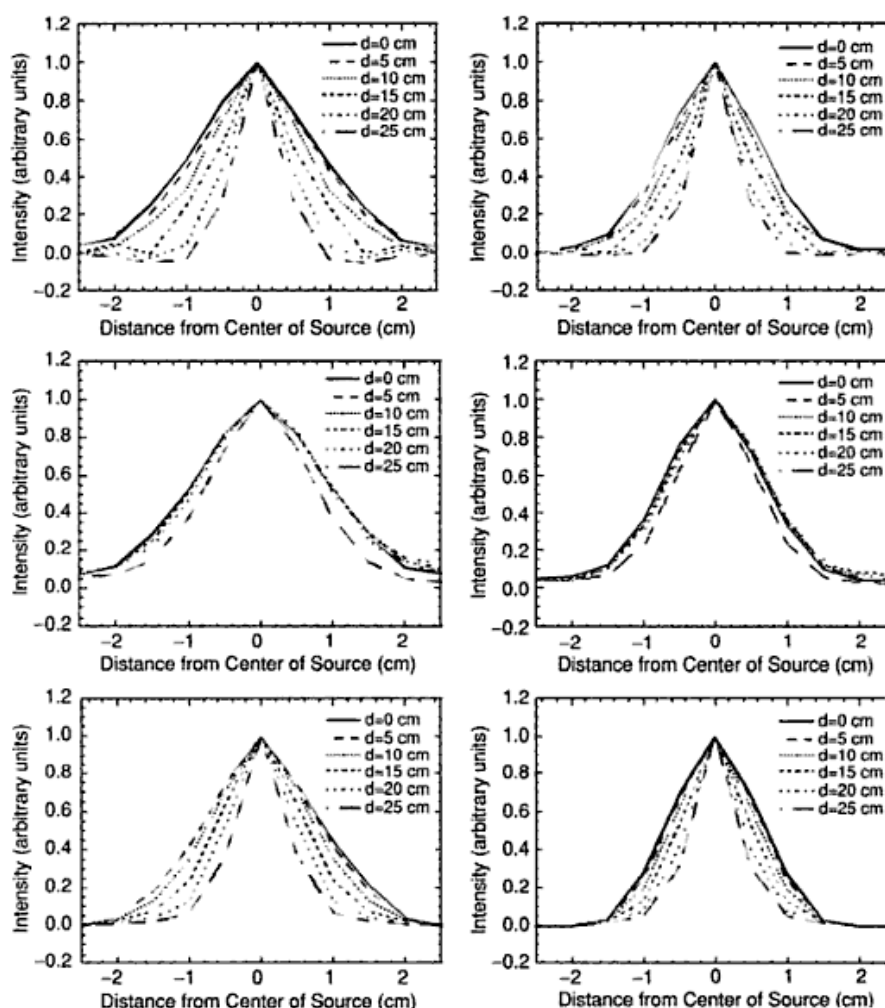 Intensity (arbitrary units)
1.2
1.0
0.8
0.6
0.4
0.2
0.0
−0.2
d=0 cm
d=5 cm
d=10 cm
d=15 cm
d=20 cm
d=25 cm
−2 −1 0 1 2
Distance from Center of Source (cm)
Intensity (arbitrary units)
1.2
1.0
0.8
0.6
0.4
0.2
0.0
−0.2
d=0 cm
d=5 cm
d=10 cm
d=15 cm
d=20 cm
d=25 cm
−2 −1 0 1 2
Distance from Center of Source (cm)
Intensity (arbitrary units)
1.2
1.0
0.8
0.6
0.4
0.2
0.0
−0.2
d=0 cm
d=5 cm
d=10 cm
d=15 cm
d=20 cm
d=25 cm
−2 −1 0 1 2
Distance from Center of Source (cm)
Intensity (arbitrary units)
1.2
1.0
0.8
0.6
0.4
0.2
0.0
−0.2
d=0 cm
d=5 cm
d=10 cm
d=15 cm
d=20 cm
d=25 cm
−2 −1 0 1 2
Distance from Center of Source (cm)
Intensity (arbitrary units)
1.2
1.0
0.8
0.6
0.4
0.2
0.0
−0.2
d=0 cm
d=5 cm
d=10 cm
d=15 cm
d=20 cm
d=25 cm
−2 −1 0 1 2
Distance from Center of Source (cm)
Intensity (arbitrary units)
1.2
1.0
0.8
0.6
0.4
0.2
0.0
−0.2
d=0 cm
d=5 cm
d=10 cm
d=15 cm
d=20 cm
d=25 cm
−2 −1 0 1 2
Distance from Center of Source (cm)